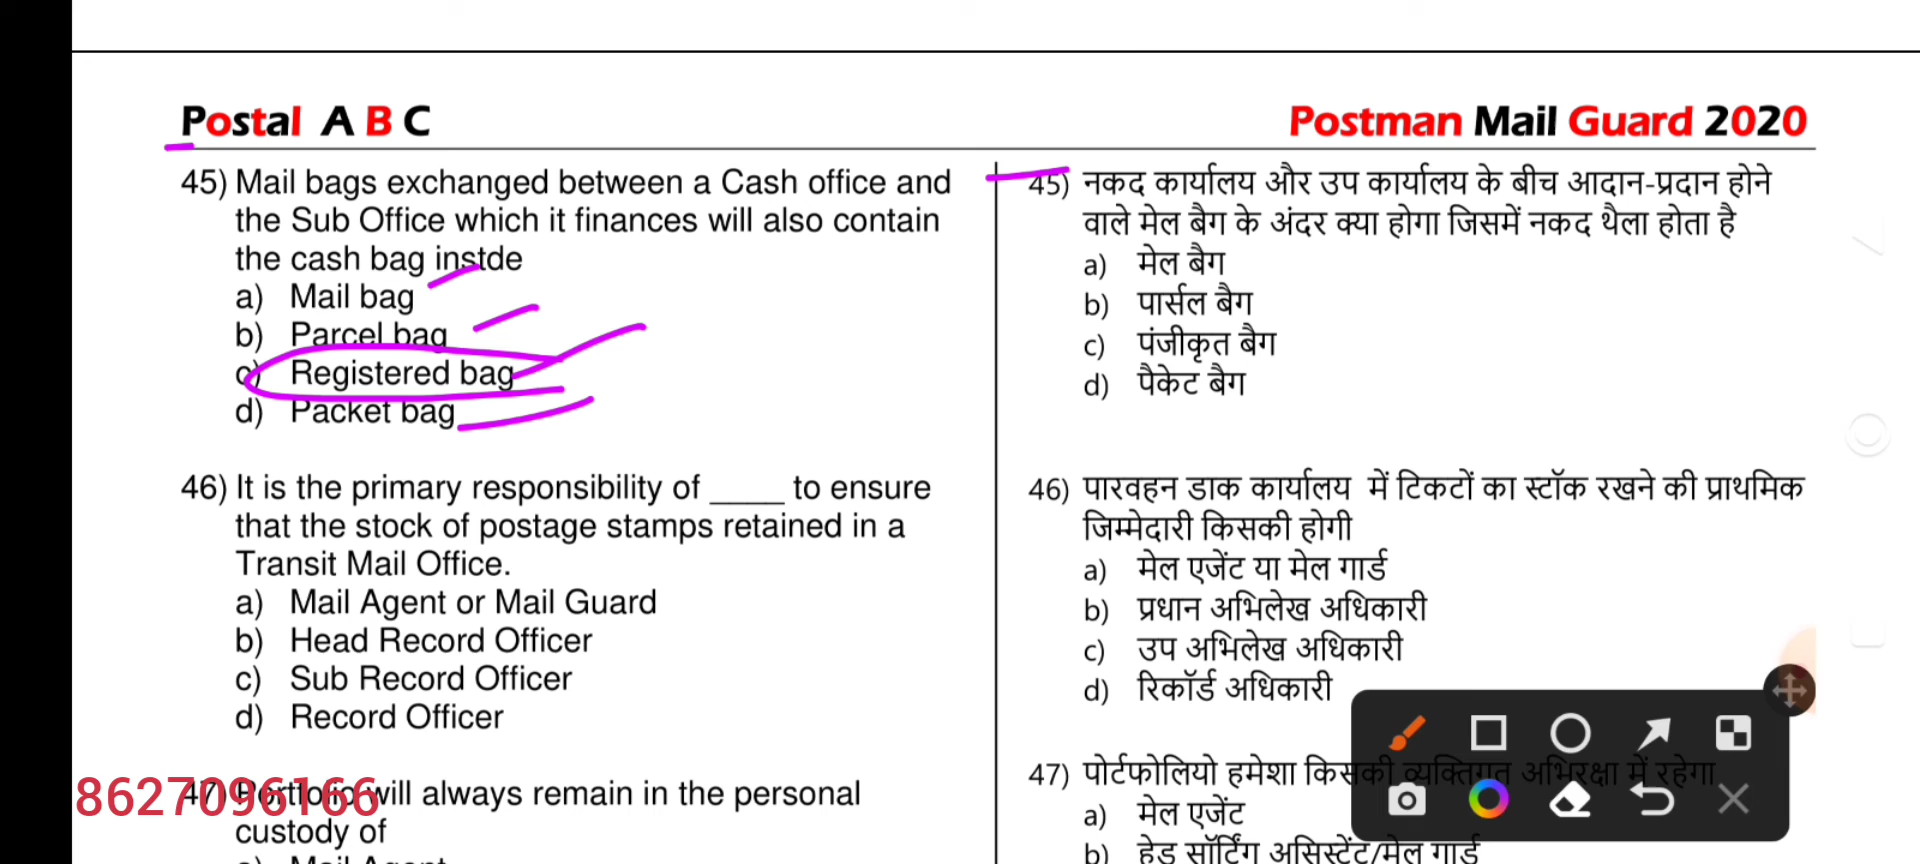 Postal A B C
Postman Mail Guard 2020
45) Mail bags exchanged between a Cash office and
the Sub Office which it finances will also contain
the cash bag instde
a) Mail bag
b) Parcel bag
c) Registered bag
d) Packet bag
46) It is the primary responsibility of ____ to ensure
that the stock of postage stamps retained in a
Transit Mail Office.
a) Mail Agent or Mail Guard
b) Head Record Officer
c) Sub Record Officer
d) Record Officer
47) Portfolio will always remain in the personal
custody of
a) Mail Agent
8627096166
45) नकद कार्यालय और उप कार्यालय के बीच आदान-प्रदान होने
वाले मेल बैग के अंदर क्या होगा जिसमें नकद थैला होता है
a) मेल बैग
b) पार्सल बैग
c) पंजीकृत बैग
d) पैकेट बैग
46) पारवहन डाक कार्यालय में टिकटों का स्टॉक रखने की प्राथमिक
जिम्मेदारी किसकी होगी
a) मेल एजेंट या मेल गार्ड
b) प्रधान अभिलेख अधिकारी
c) उप अभिलेख अधिकारी
d) रिकॉर्ड अधिकारी
47) पोर्टफोलियो हमेशा किसकी व्यक्तिगत अभिरक्षा में रहेगा
a) मेल एजेंट
b) हेड सॉर्टिंग असिस्टेंट/मेल गार्ड